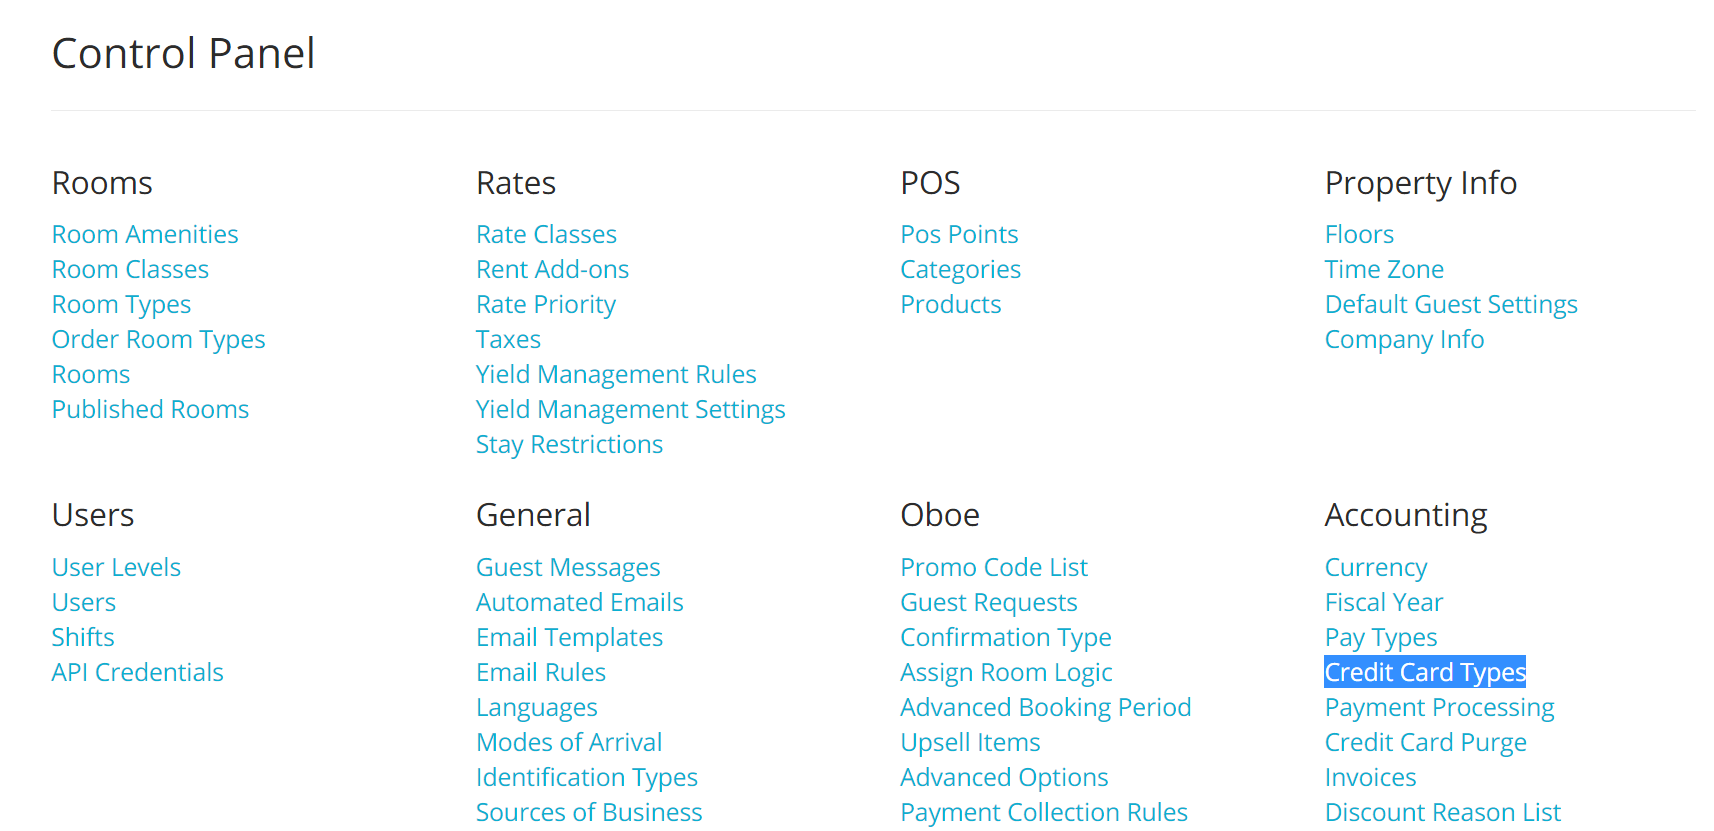 Control Panel
Rooms
Room Amenities
Room Classes
Room Types
Order Room Types
Rooms
Published Rooms
Rates
Rate Classes
Rent Add-ons
Rate Priority
Taxes
Yield Management Rules
Yield Management Settings
Stay Restrictions
POS
Pos Points
Categories
Products
Property Info
Floors
Time Zone
Default Guest Settings
Company Info
Users
User Levels
Users
Shifts
API Credentials
General
Guest Messages
Automated Emails
Email Templates
Email Rules
Languages
Modes of Arrival
Identification Types
Sources of Business
Oboe
Promo Code List
Guest Requests
Confirmation Type
Assign Room Logic
Advanced Booking Period
Upsell Items
Advanced Options
Payment Collection Rules
Accounting
Currency
Fiscal Year
Pay Types
Credit Card Types
Payment Processing
Credit Card Purge
Invoices
Discount Reason List